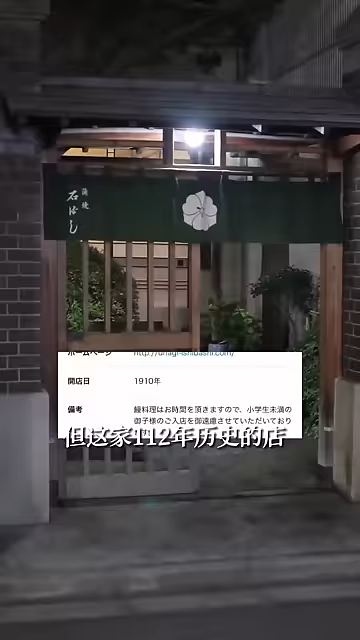 蒲焼
石ばし
ホームページ
http://unagi-ishibashi.com/
開店日
1910年
備考
鰻料理はお時間を頂きますので、小学生未満の
御子様のご入店を御遠慮させていただいており
但这家112年历史的店